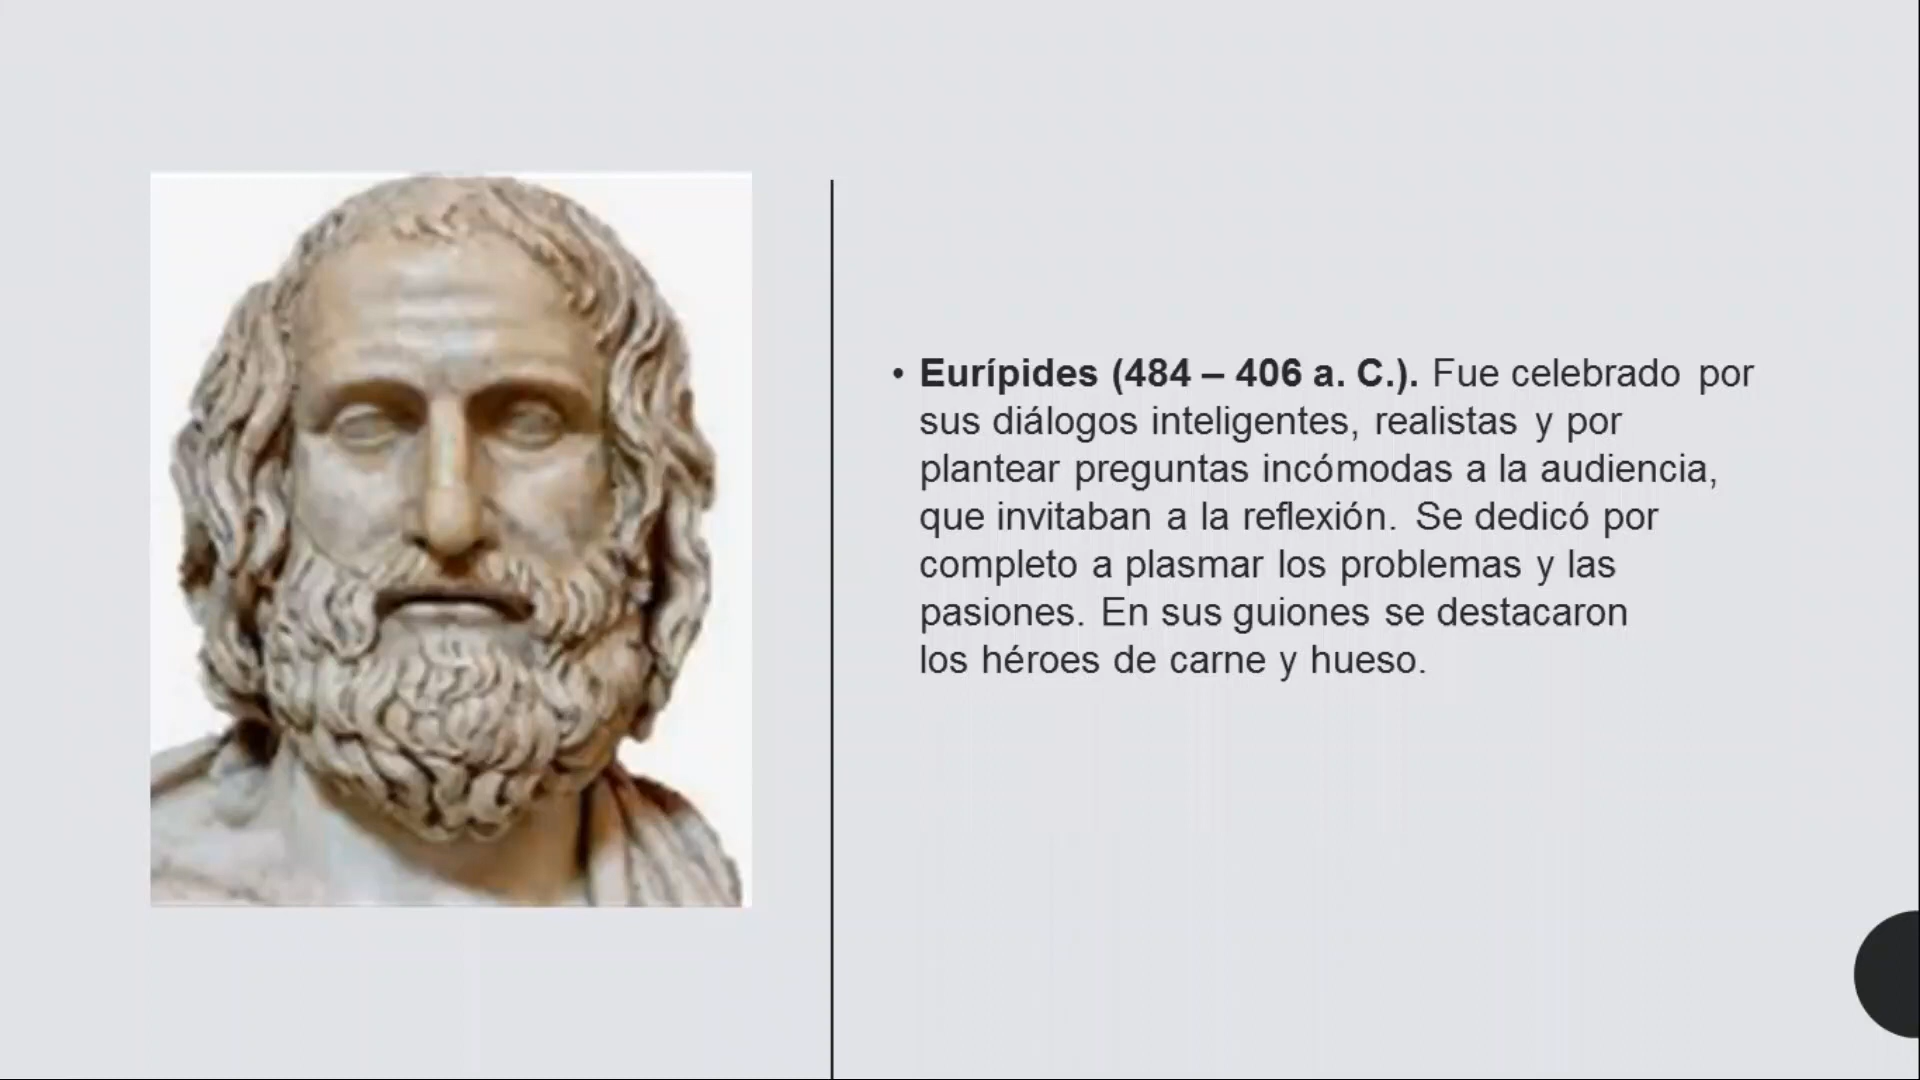 • Eurípides (484 – 406 a. C.). Fue celebrado por
sus diálogos inteligentes, realistas y por
plantear preguntas incómodas a la audiencia,
que invitaban a la reflexión. Se dedicó por
completo a plasmar los problemas y las
pasiones. En sus guiones se destacaron
los héroes de carne y hueso.